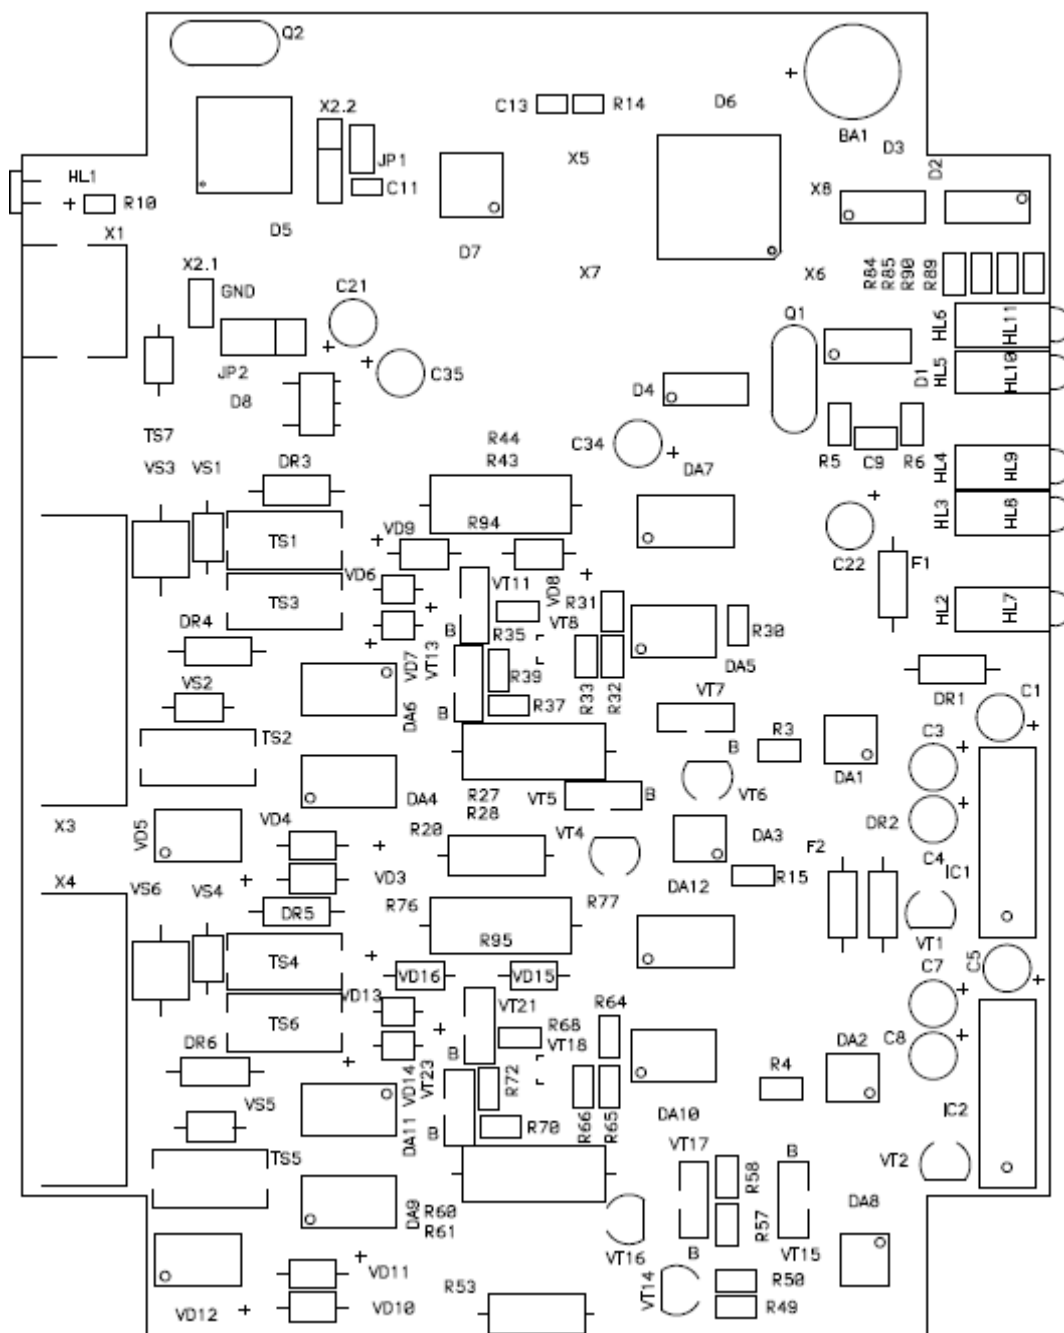 Q2
X2.2
C13
R14
D6
BA1
D3
JP1
X5
D2
HL1
C11
X8
R10
X1
D5
D7
X2.1
X7
X6
R84
R85
R90
R89
GND
C21
Q1
HL6
HL11
JP2
C35
D1
HL5
HL10
D8
D4
TS7
R44
C34
VS3
VS1
DR3
R43
DA7
R5
C9
R6
HL4
HL9
R94
HL3
HL8
TS1
VD9
C22
F1
VD6
VT11
VD8
TS3
R31
HL2
HL7
DR4
B
R35
VT8
R30
VD7
VT13
DA5
VS2
R39
R33
R32
DR1
C1
DA6
B
R37
VT7
C3
TS2
R3
B
DA1
DA4
R27
VT5
B
VT6
X3
VD5
VD4
R28
DR2
R20
VT4
DA3
F2
C4
IC1
X4
VS6
VS4
VD3
DA12
R15
DR5
R76
R77
R95
VT1
TS4
C5
VD16
VD15
C7
VD13
VT21
R64
TS6
R68
DR6
B
VT18
C8
DA2
VD14
VT23
R72
R4
VS5
DA11
B
R70
R66
R65
DA10
IC2
TS5
VT17
B
R58
VT2
DA9
R60
R61
R57
DA8
B
VT16
VT15
VD11
VT14
R50
R53
VD12
VD10
R49